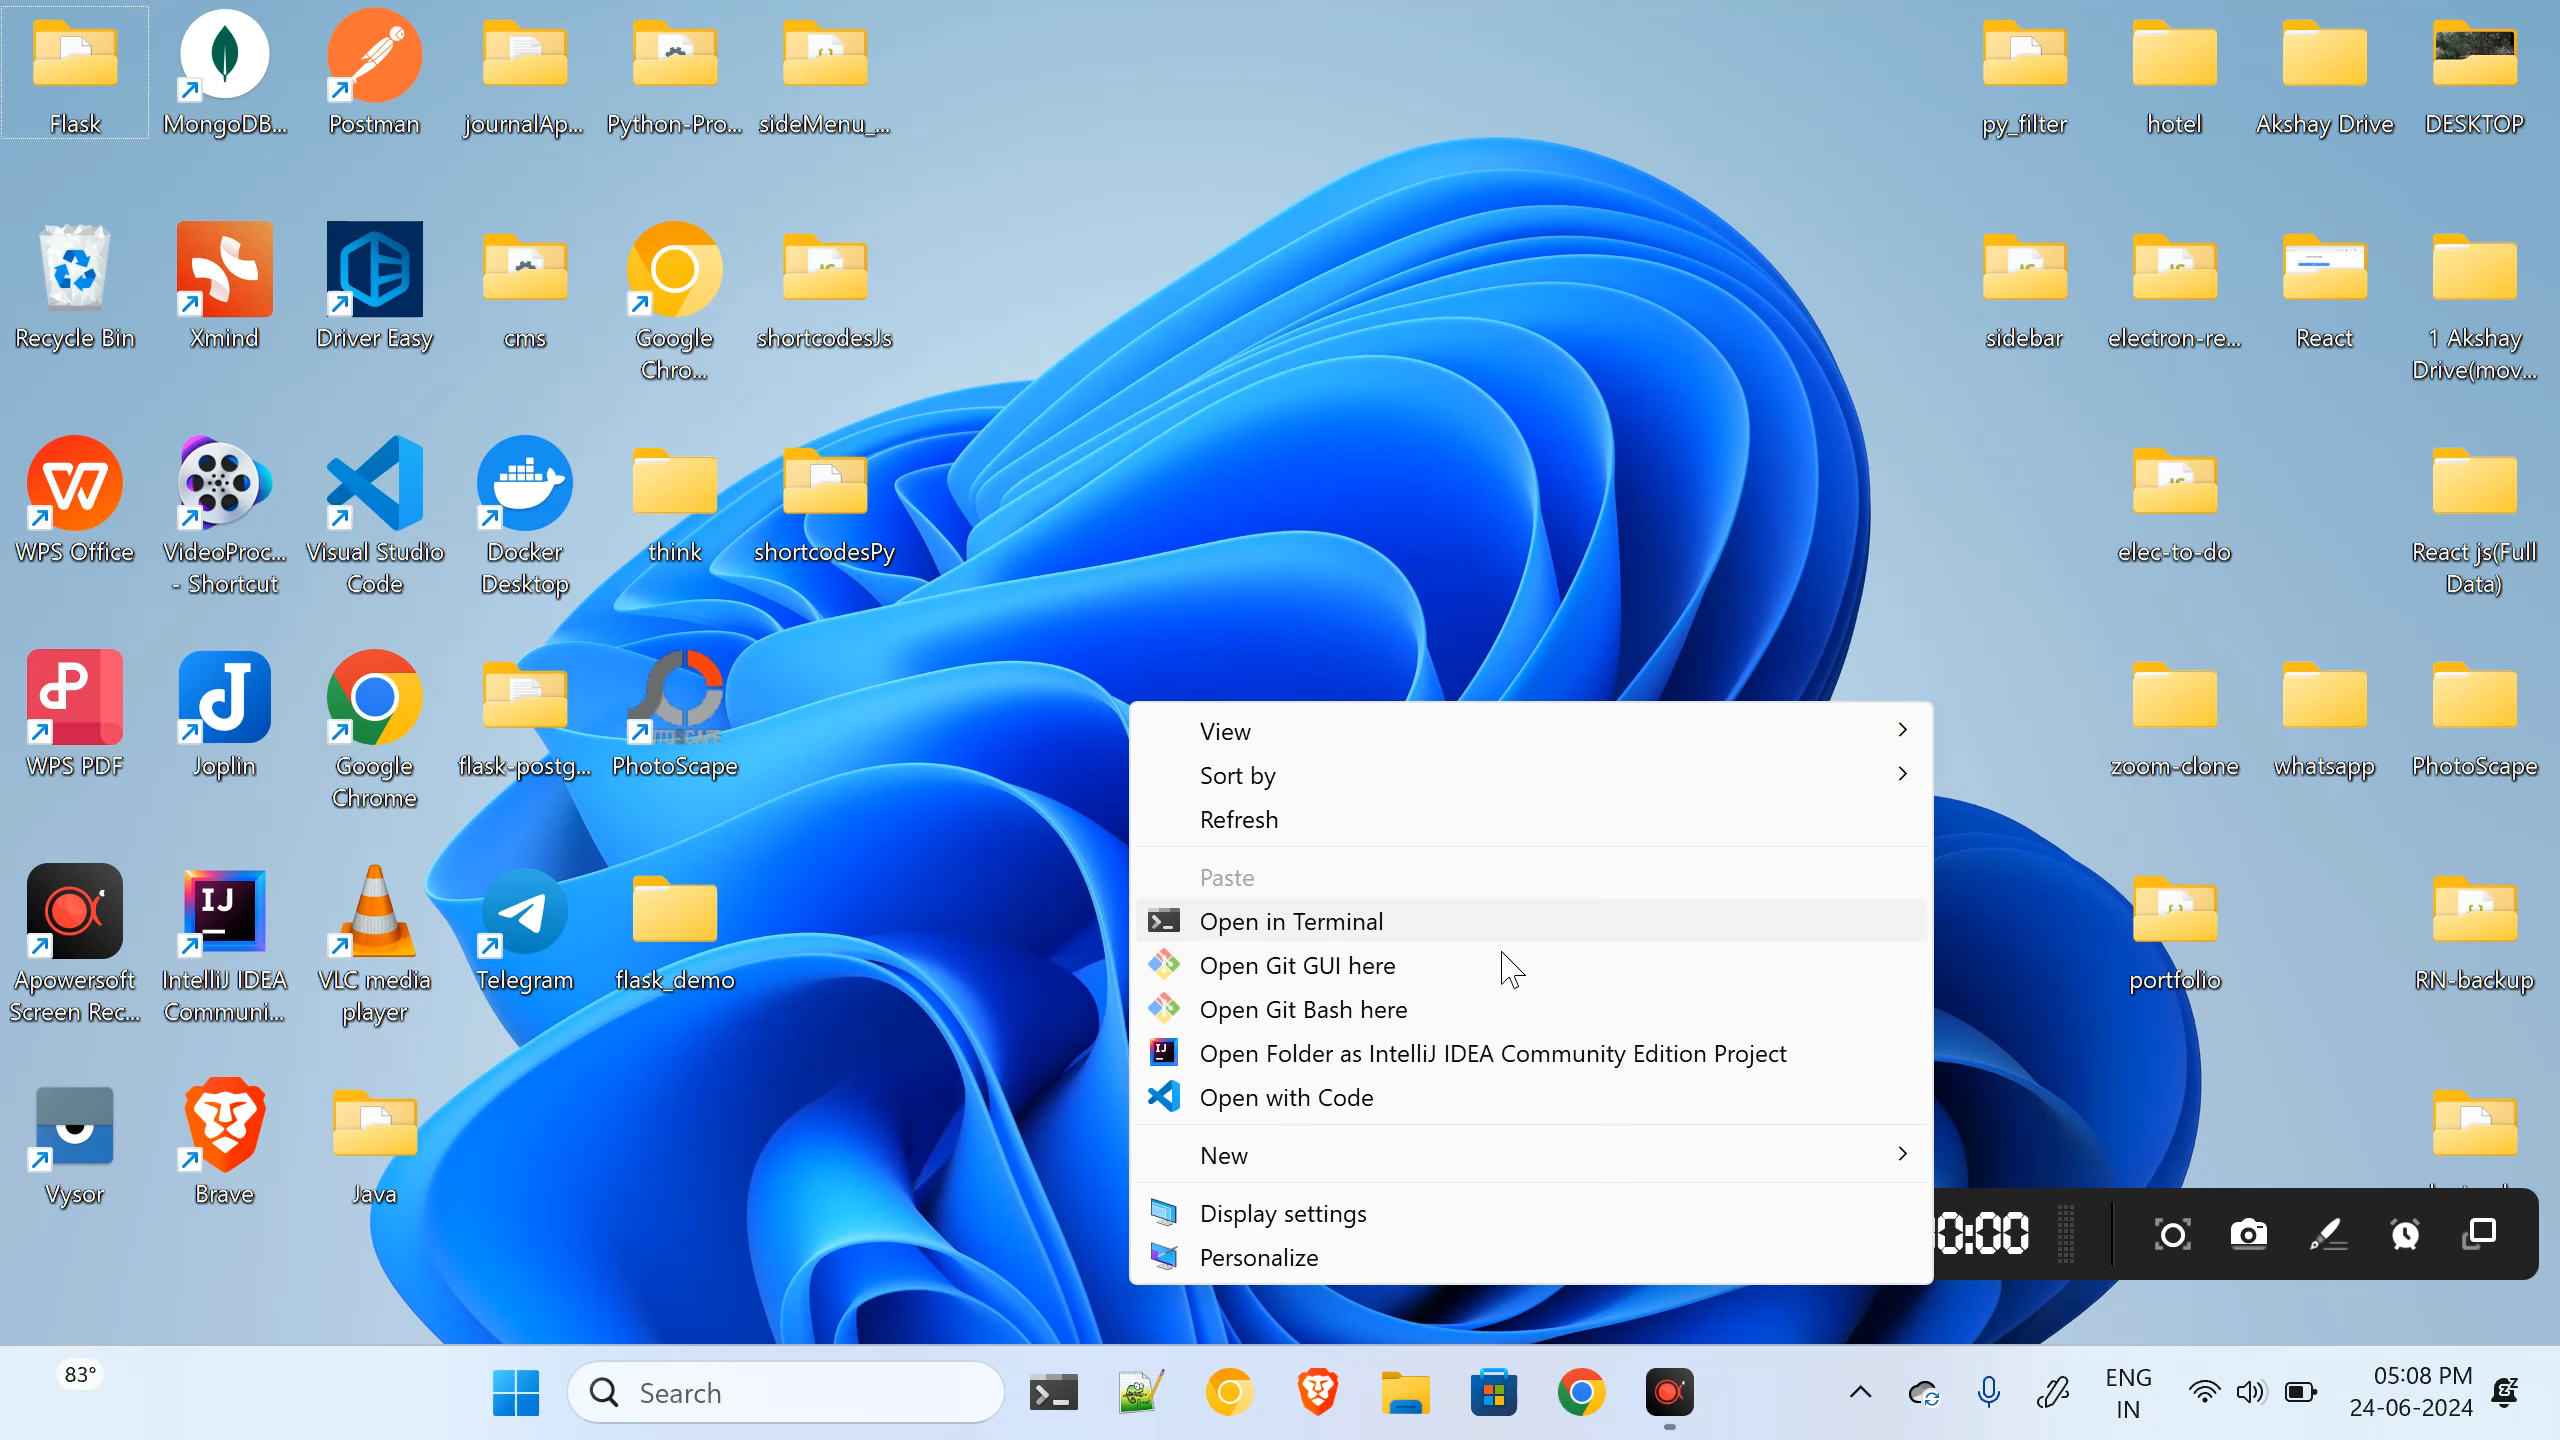 Flask
MongoDB...
Postman
journalAp...
Python-Pro...
sideMenu_...
py_filter
hotel
Akshay Drive
DESKTOP
Recycle Bin
Xmind
Driver Easy
cms
Google
Chro...
shortcodesJs
sidebar
electron-re...
React
1 Akshay
Drive(mov...
WPS Office
VideoProc...
- Shortcut
Visual Studio
Code
Docker
Desktop
think
shortcodesPy
elec-to-do
React js(Full
Data)
WPS PDF
Joplin
Google
Chrome
flask-postg...
PhotoScape
zoom-clone
whatsapp
PhotoScape
Apowersoft
Screen Rec...
IJ
IntelliJ IDEA
Communi...
VLC media
player
Telegram
flask_demo
portfolio
RN-backup
Vysor
Brave
Java
View
Sort by
Refresh
Paste
Open in Terminal
Open Git GUI here
Open Git Bash here
Open Folder as IntelliJ IDEA Community Edition Project
Open with Code
New
Display settings
Personalize
0:00
83°
Search
ENG
IN
05:08 PM
24-06-2024